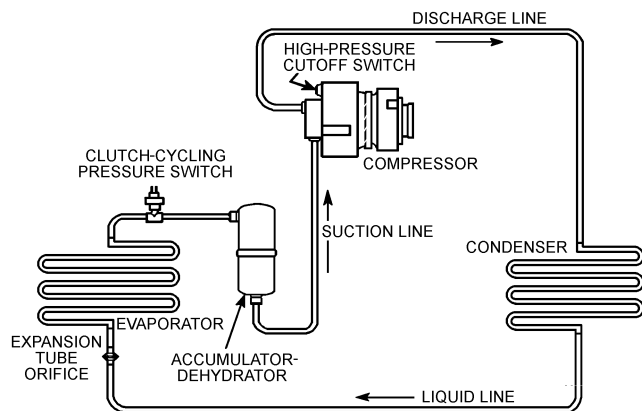 DISCHARGE LINE
HIGH-PRESSURE
CUTOFF SWITCH
COMPRESSOR
CLUTCH-CYCLING
PRESSURE SWITCH
SUCTION LINE
CONDENSER
EVAPORATOR
EXPANSION
TUBE
ORIFICE
ACCUMULATOR-
DEHYDRATOR
LIQUID LINE